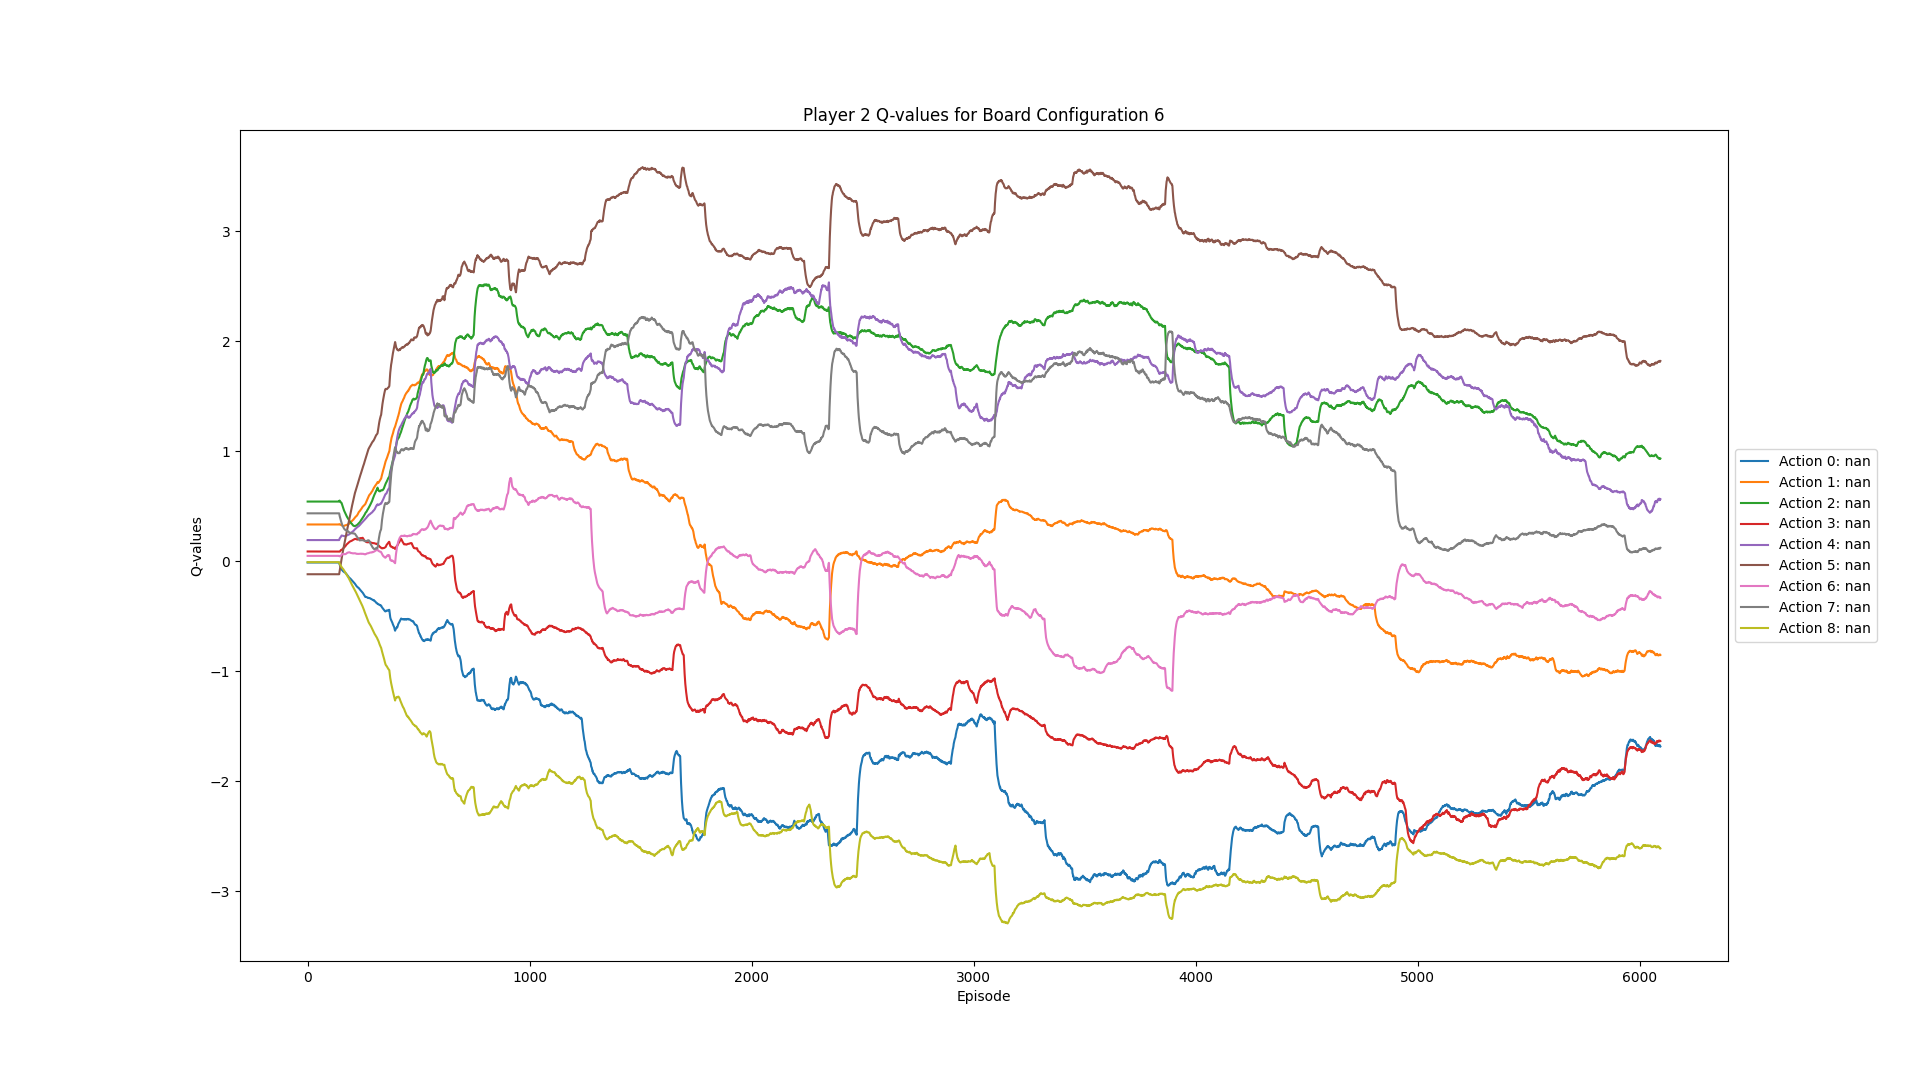 Player 2 Q-values for Board Configuration 6
Q-values
3
2
1
0
−1
−2
−3
0
1000
2000
3000
4000
5000
6000
Episode
Action 0: nan
Action 1: nan
Action 2: nan
Action 3: nan
Action 4: nan
Action 5: nan
Action 6: nan
Action 7: nan
Action 8: nan